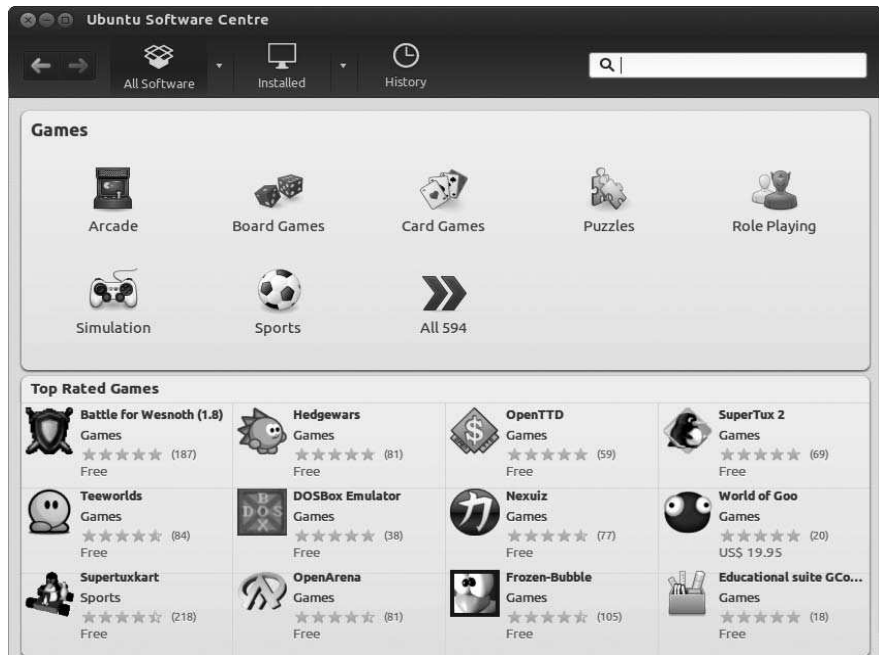 Ubuntu Software Centre
All Software
Installed
History
Games
Arcade
Board Games
Card Games
Puzzles
Role Playing
Simulation
Sports
All 594
Top Rated Games
Battle for Wesnoth (1.8)
Games
(187)
Free
Hedgewars
Games
(81)
Free
OpenTTD
Games
(59)
Free
SuperTux 2
Games
(69)
Free
Teeworlds
Games
(84)
Free
DOS BOX
DOSBox Emulator
Games
(38)
Free
力
Nexuiz
Games
(77)
Free
World of Goo
Games
(20)
US$ 19.95
Supertuxkart
Sports
(218)
Free
OpenArena
Games
(81)
Free
Frozen-Bubble
Games
(105)
Free
Educational suite GCo...
Games
(18)
Free